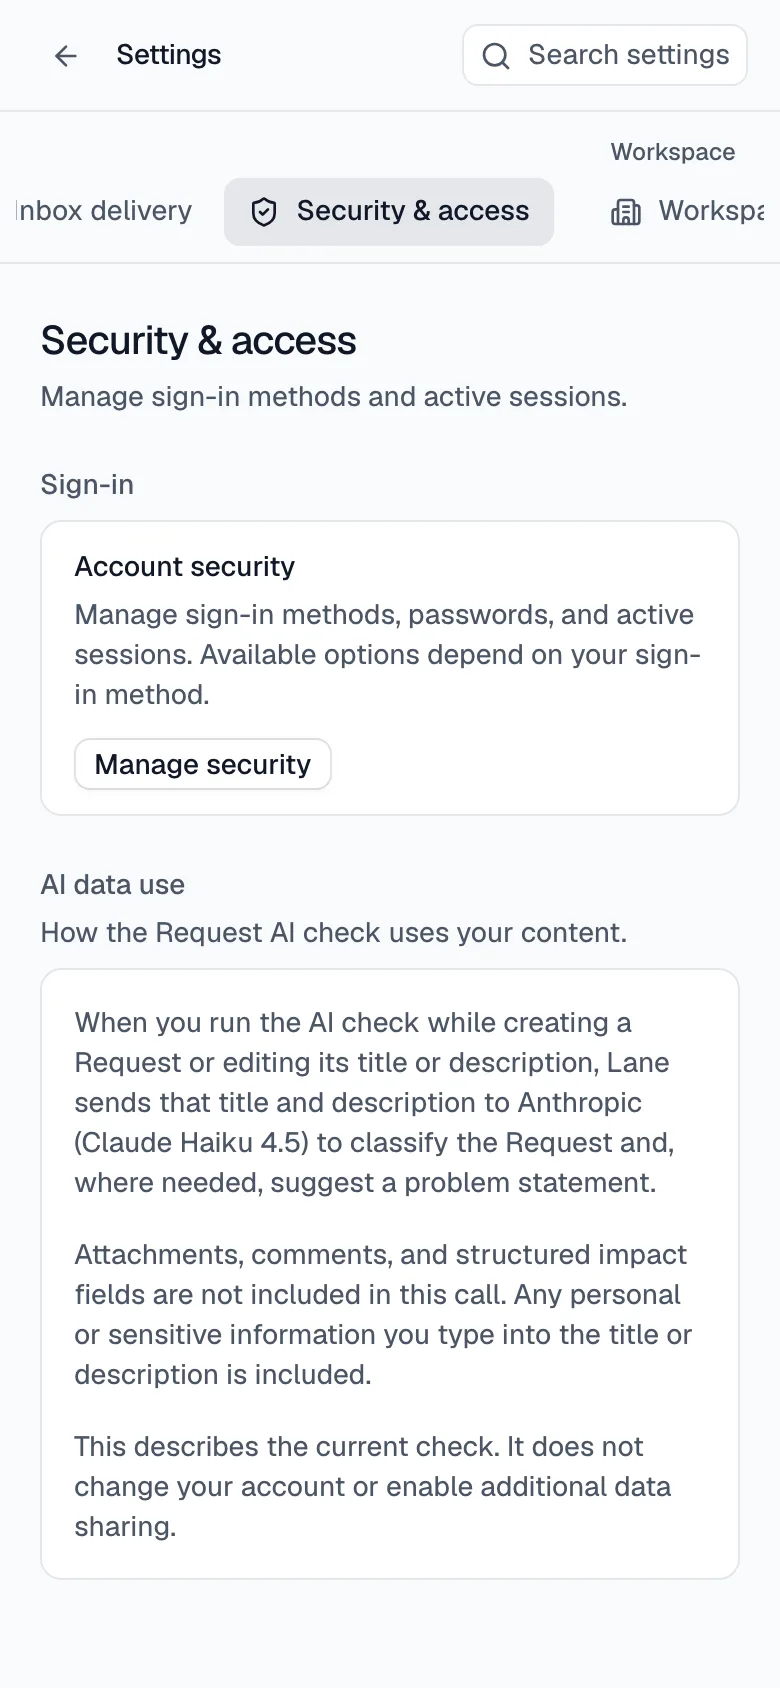 Settings
Search settings
Workspace
Inbox delivery
Security & access
Workspa
Security & access
Manage sign-in methods and active sessions.
Sign-in
Account security
Manage sign-in methods, passwords, and active
sessions. Available options depend on your sign-
in method.
Manage security
AI data use
How the Request AI check uses your content.
When you run the AI check while creating a
Request or editing its title or description, Lane
sends that title and description to Anthropic
(Claude Haiku 4.5) to classify the Request and,
where needed, suggest a problem statement.
Attachments, comments, and structured impact
fields are not included in this call. Any personal
or sensitive information you type into the title or
description is included.
This describes the current check. It does not
change your account or enable additional data
sharing.